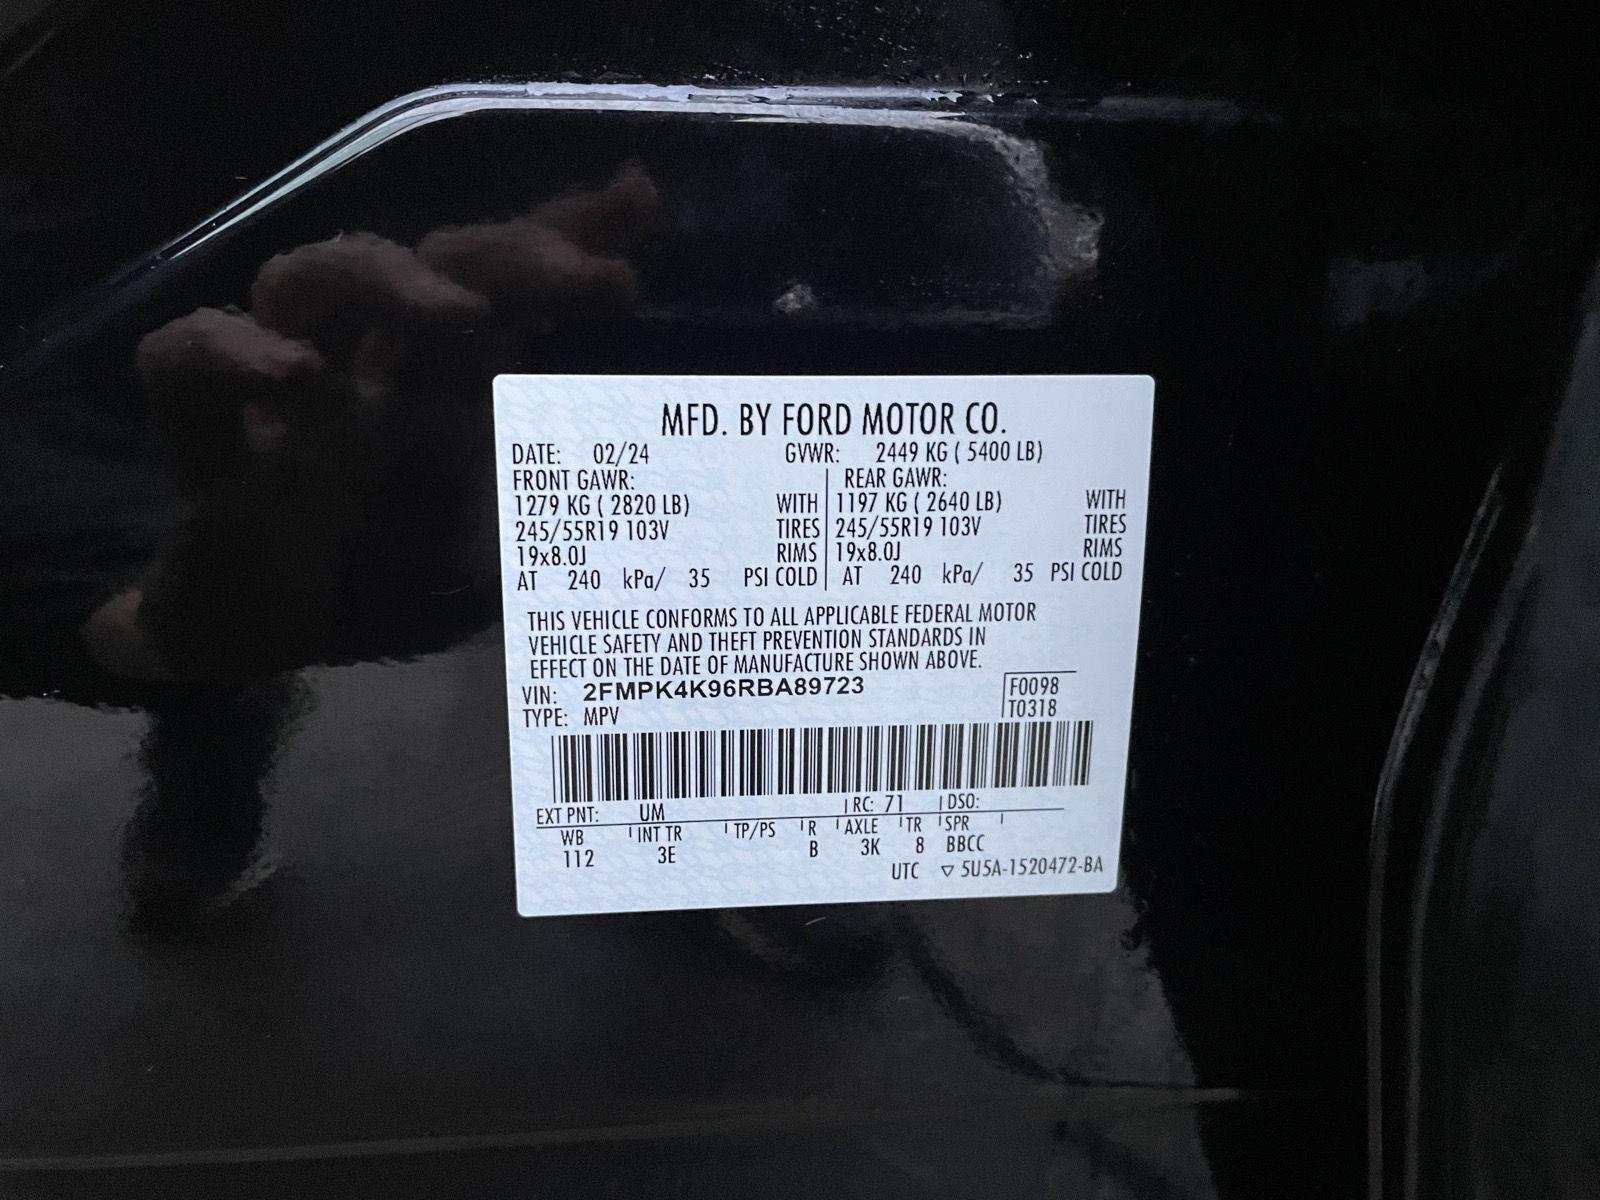 MFD. BY FORD MOTOR CO.
DATE: 02/24 GVWR: 2449 KG ( 5400 LB)
FRONT GAWR: REAR GAWR:
1279 KG ( 2820 LB) WITH 1197 KG ( 2640 LB) WITH
245/55R19 103V TIRES 245/55R19 103V TIRES
19x8.0J RIMS 19x8.0J RIMS
AT 240 kPa/ 35 PSI COLD AT 240 kPa/ 35 PSI COLD
THIS VEHICLE CONFORMS TO ALL APPLICABLE FEDERAL MOTOR
VEHICLE SAFETY AND THEFT PREVENTION STANDARDS IN
EFFECT ON THE DATE OF MANUFACTURE SHOWN ABOVE.
VIN: 2FMPK4K96RBA89723 F0098
TYPE: MPV T0318
EXT PNT: UM RC: 71 DSO:
WB INT TR TP/PS R AXLE TR SPR
112 3E B 3K 8 BBCC
UTC ▽ 5U5A-1520472-BA